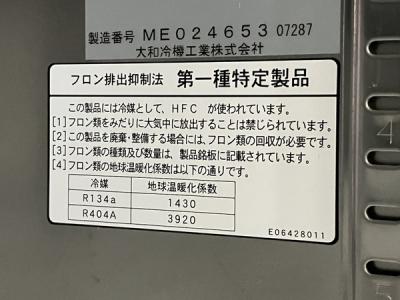 製造番号 ME024653 07287
大和冷機工業株式会社
フロン排出抑制法 第一種特定製品
この製品には冷媒として、HFC が使われています。
[1]フロン類をみだりに大気中に放出することは禁じられています。
[2]この製品を廃棄・整備する場合には、フロン類の回収が必要です。
[3]フロン類の種類及び数量は、製品銘板に記載されています。
[4]フロン類の地球温暖化係数は以下の通りです。
冷媒 地球温暖化係数
R134a 1430
R404A 3920
E06428011
4
5